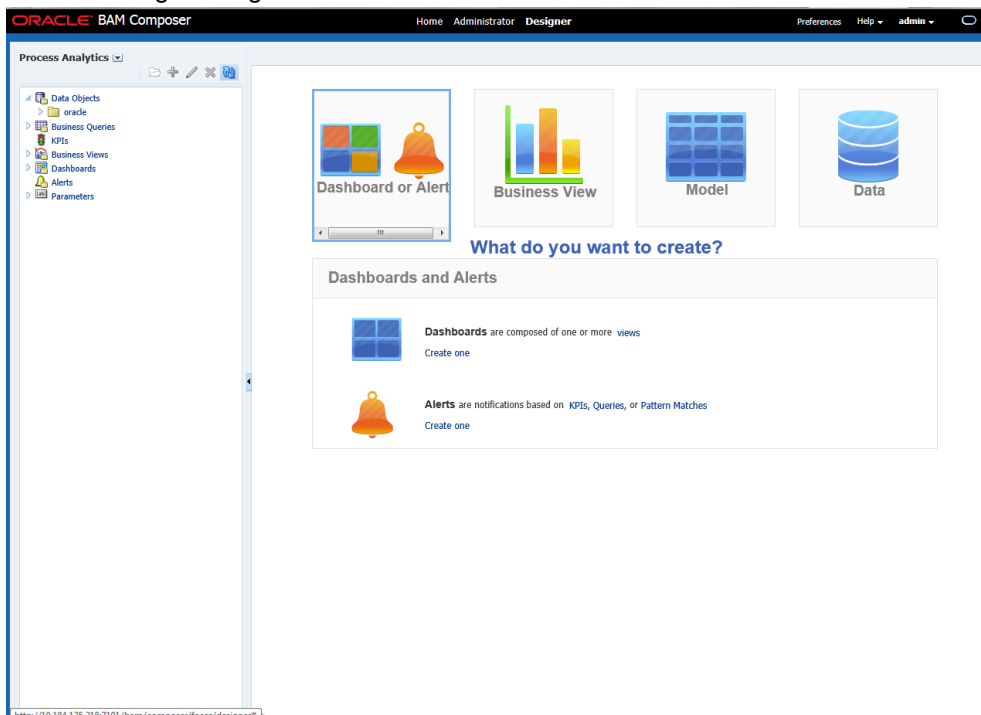 ORACLE BAM Composer
Home Administrator Designer
Preferences Help admin
Process Analytics
Data Objects
oracle
Business Queries
KPIs
Business Views
Dashboards
Alerts
Parameters
Dashboard or Alert
Business View
Model
Data
What do you want to create?
Dashboards and Alerts
Dashboards are composed of one or more views
Create one
Alerts are notifications based on KPIs, Queries, or Pattern Matches
Create one